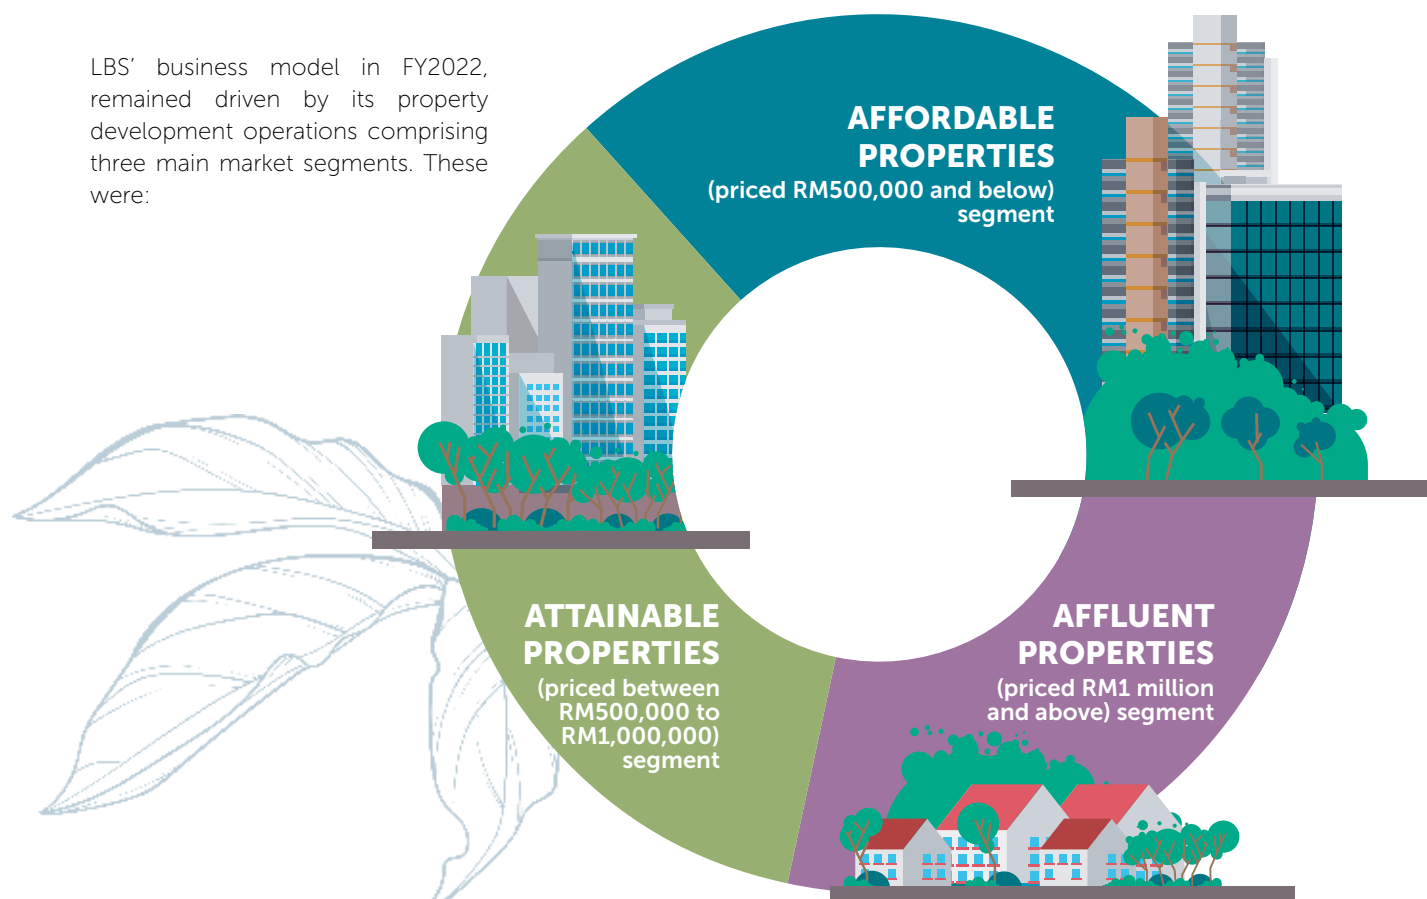 LBS’ business model in FY2022,
remained driven by its property
development operations comprising
three main market segments. These
were:
AFFORDABLE
PROPERTIES
(priced RM500,000 and below)
segment
ATTAINABLE
PROPERTIES
(priced between
RM500,000 to
RM1,000,000)
segment
AFFLUENT
PROPERTIES
(priced RM1 million
and above) segment